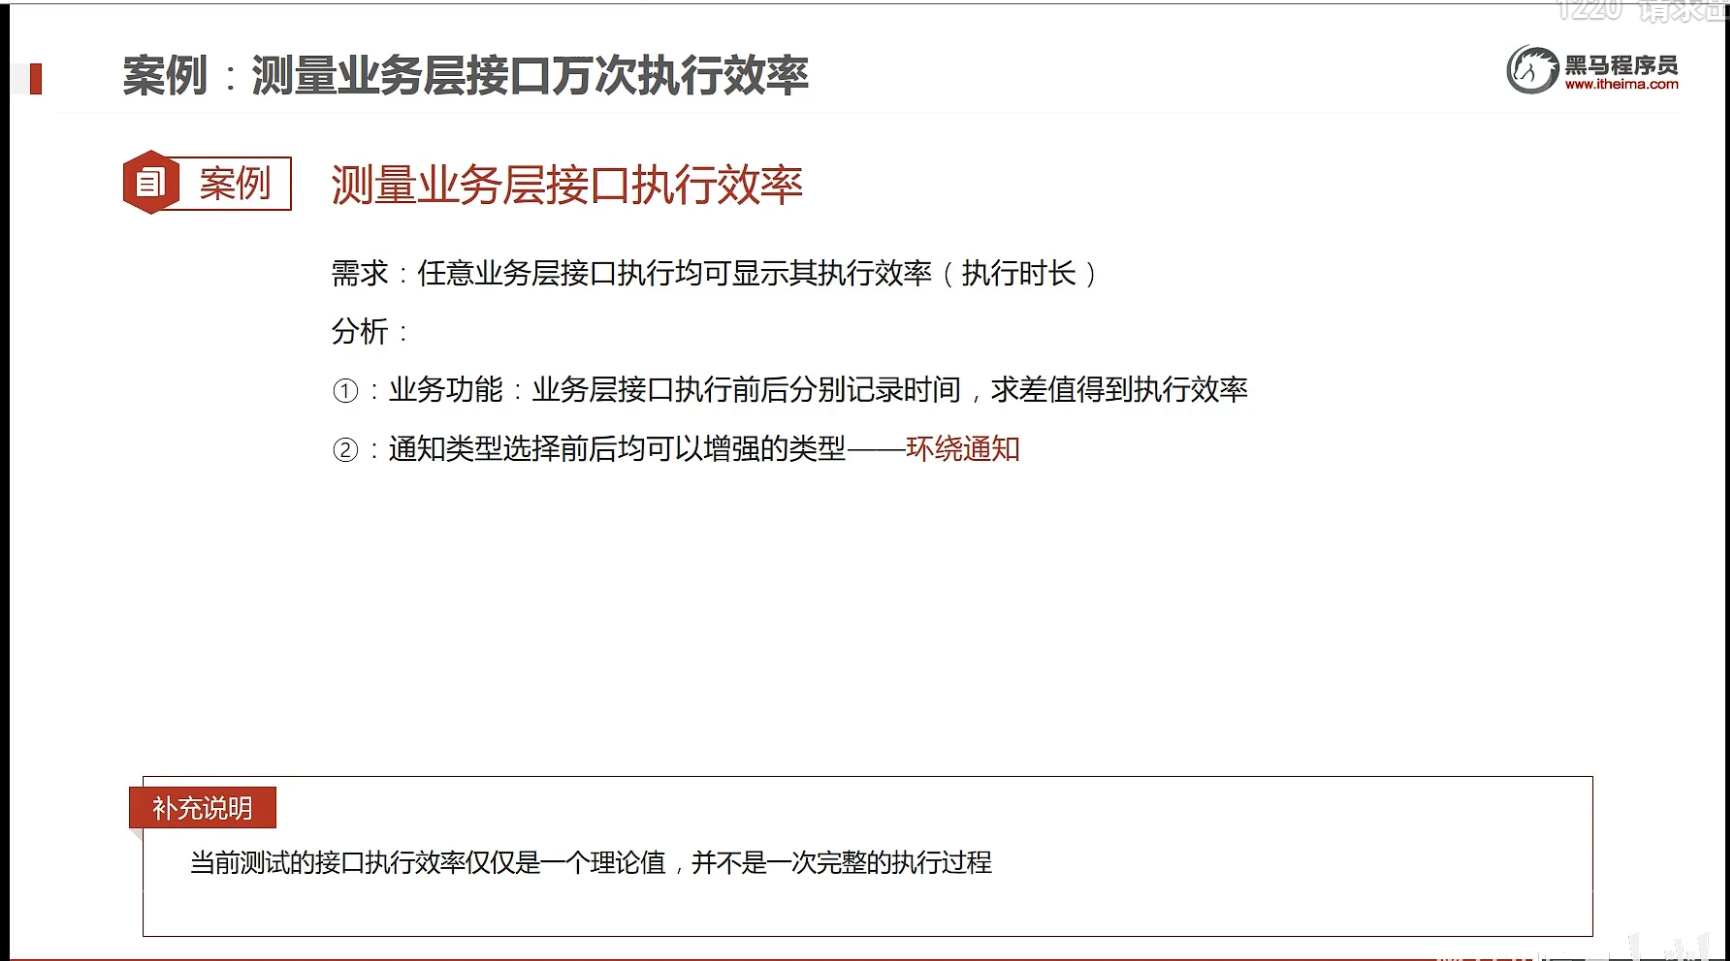 1220 请求出
案例：测量业务层接口万次执行效率
黑马程序员
www.itheima.com
案例
测量业务层接口执行效率
需求：任意业务层接口执行均可显示其执行效率（执行时长）
分析：
①：业务功能：业务层接口执行前后分别记录时间，求差值得到执行效率
②：通知类型选择前后均可以增强的类型——环绕通知
补充说明
当前测试的接口执行效率仅仅是一个理论值，并不是一次完整的执行过程